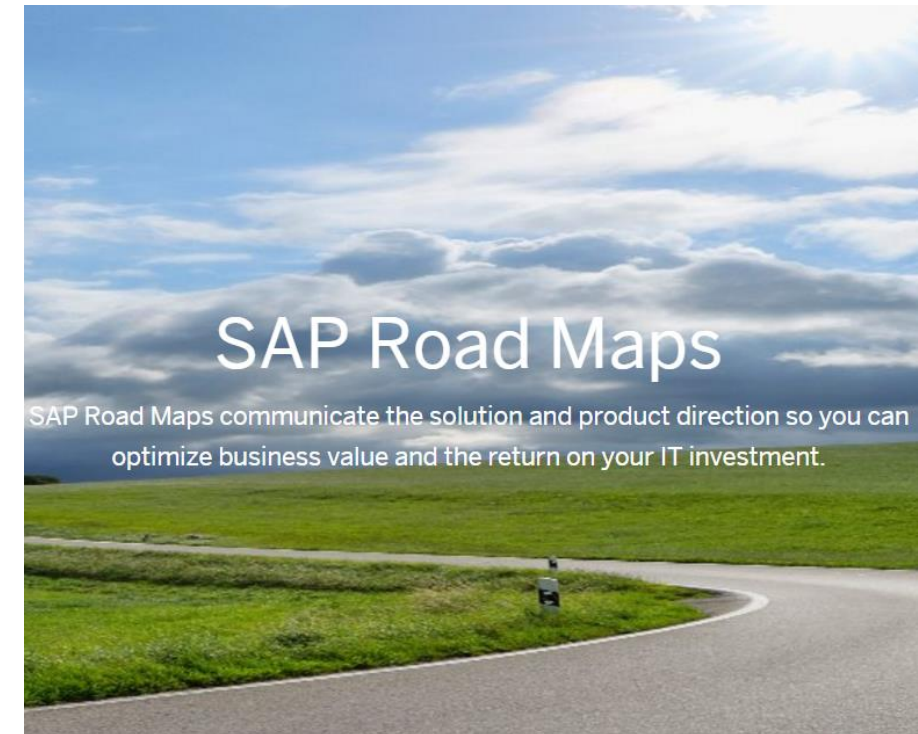 SAP Road Maps
SAP Road Maps communicate the solution and product direction so you can
optimize business value and the return on your IT investment.